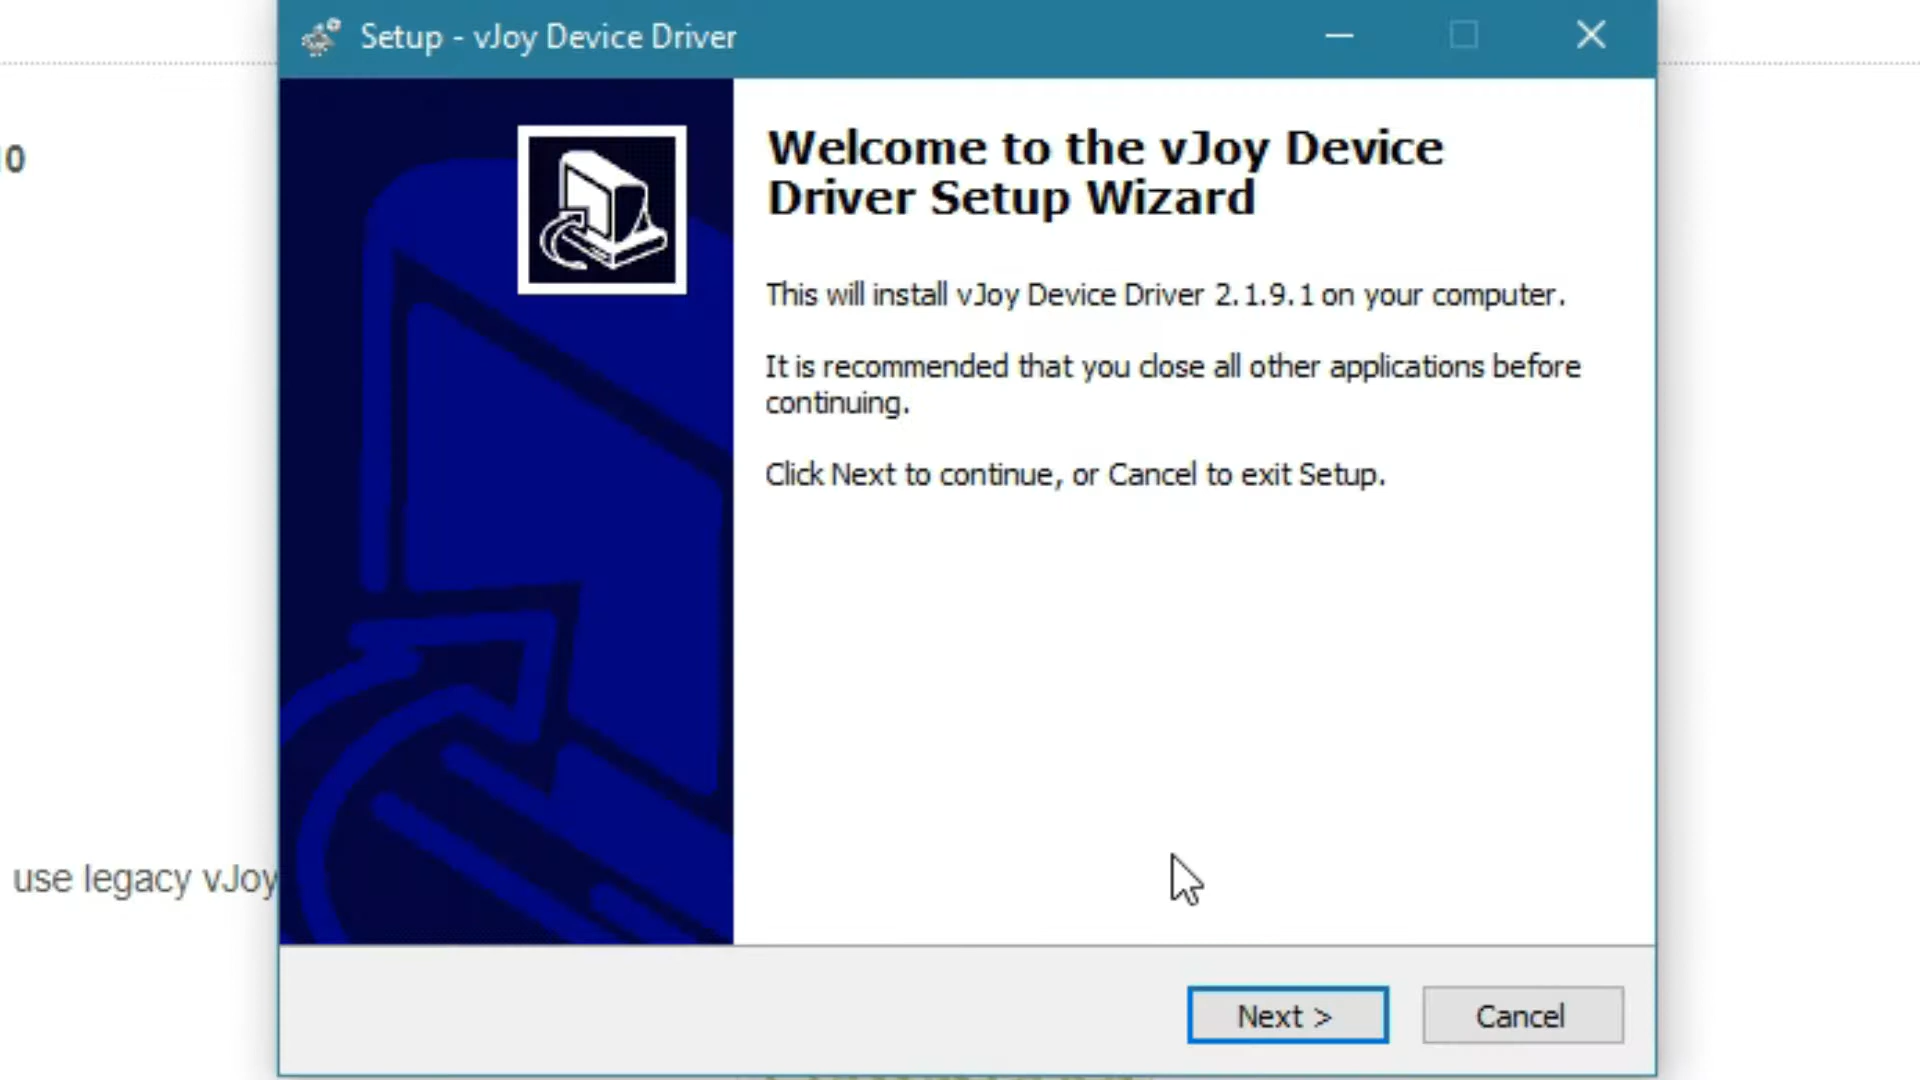 Setup - vJoy Device Driver
Welcome to the vJoy Device
Driver Setup Wizard
This will install vJoy Device Driver 2.1.9.1 on your computer.
It is recommended that you close all other applications before
continuing.
Click Next to continue, or Cancel to exit Setup.
0
use legacy vJoy
Next >
Cancel